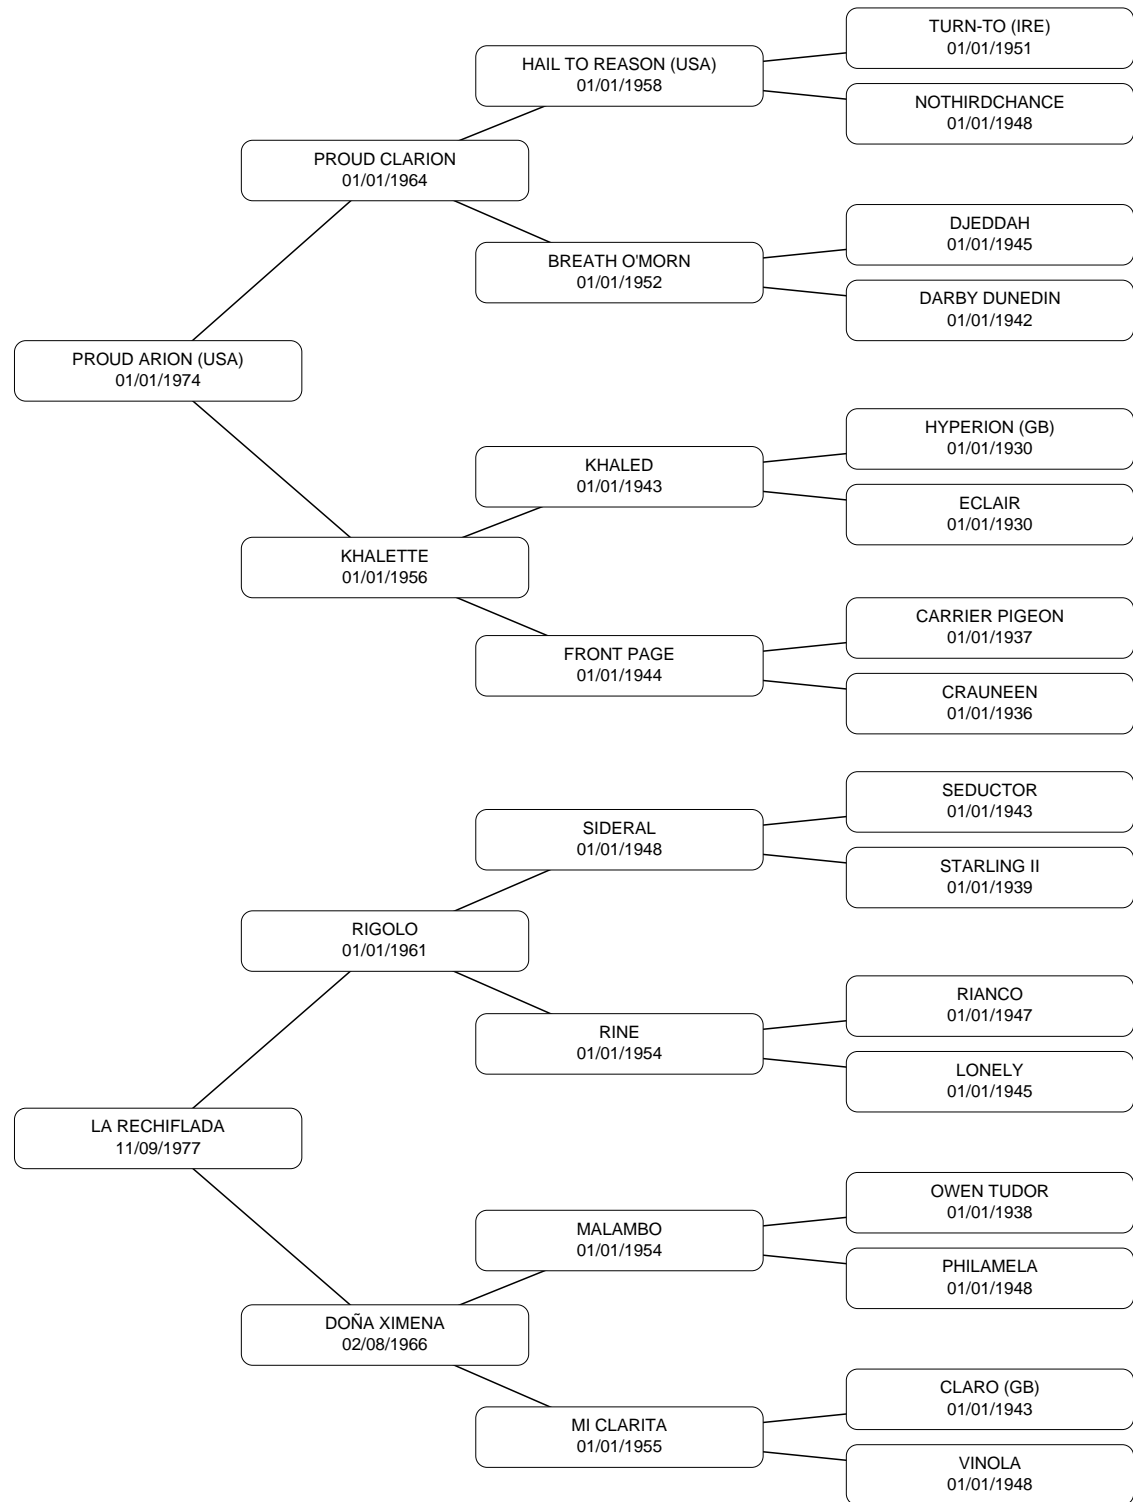 TURN-TO (IRE)
01/01/1951
HAIL TO REASON (USA)
01/01/1958
NOTHIRDCHANCE
01/01/1948
PROUD CLARION
01/01/1964
DJEDDAH
01/01/1945
BREATH O'MORN
01/01/1952
DARBY DUNEDIN
01/01/1942
PROUD ARION (USA)
01/01/1974
HYPERION (GB)
01/01/1930
KHALED
01/01/1943
ECLAIR
01/01/1930
KHALETTE
01/01/1956
CARRIER PIGEON
01/01/1937
FRONT PAGE
01/01/1944
CRAUNEEN
01/01/1936
SEDUCTOR
01/01/1943
SIDERAL
01/01/1948
STARLING II
01/01/1939
RIGOLO
01/01/1961
RIANCO
01/01/1947
RINE
01/01/1954
LONELY
01/01/1945
LA RECHIFLADA
11/09/1977
OWEN TUDOR
01/01/1938
MALAMBO
01/01/1954
PHILAMELA
01/01/1948
DOÑA XIMENA
02/08/1966
CLARO (GB)
01/01/1943
MI CLARITA
01/01/1955
VINOLA
01/01/1948